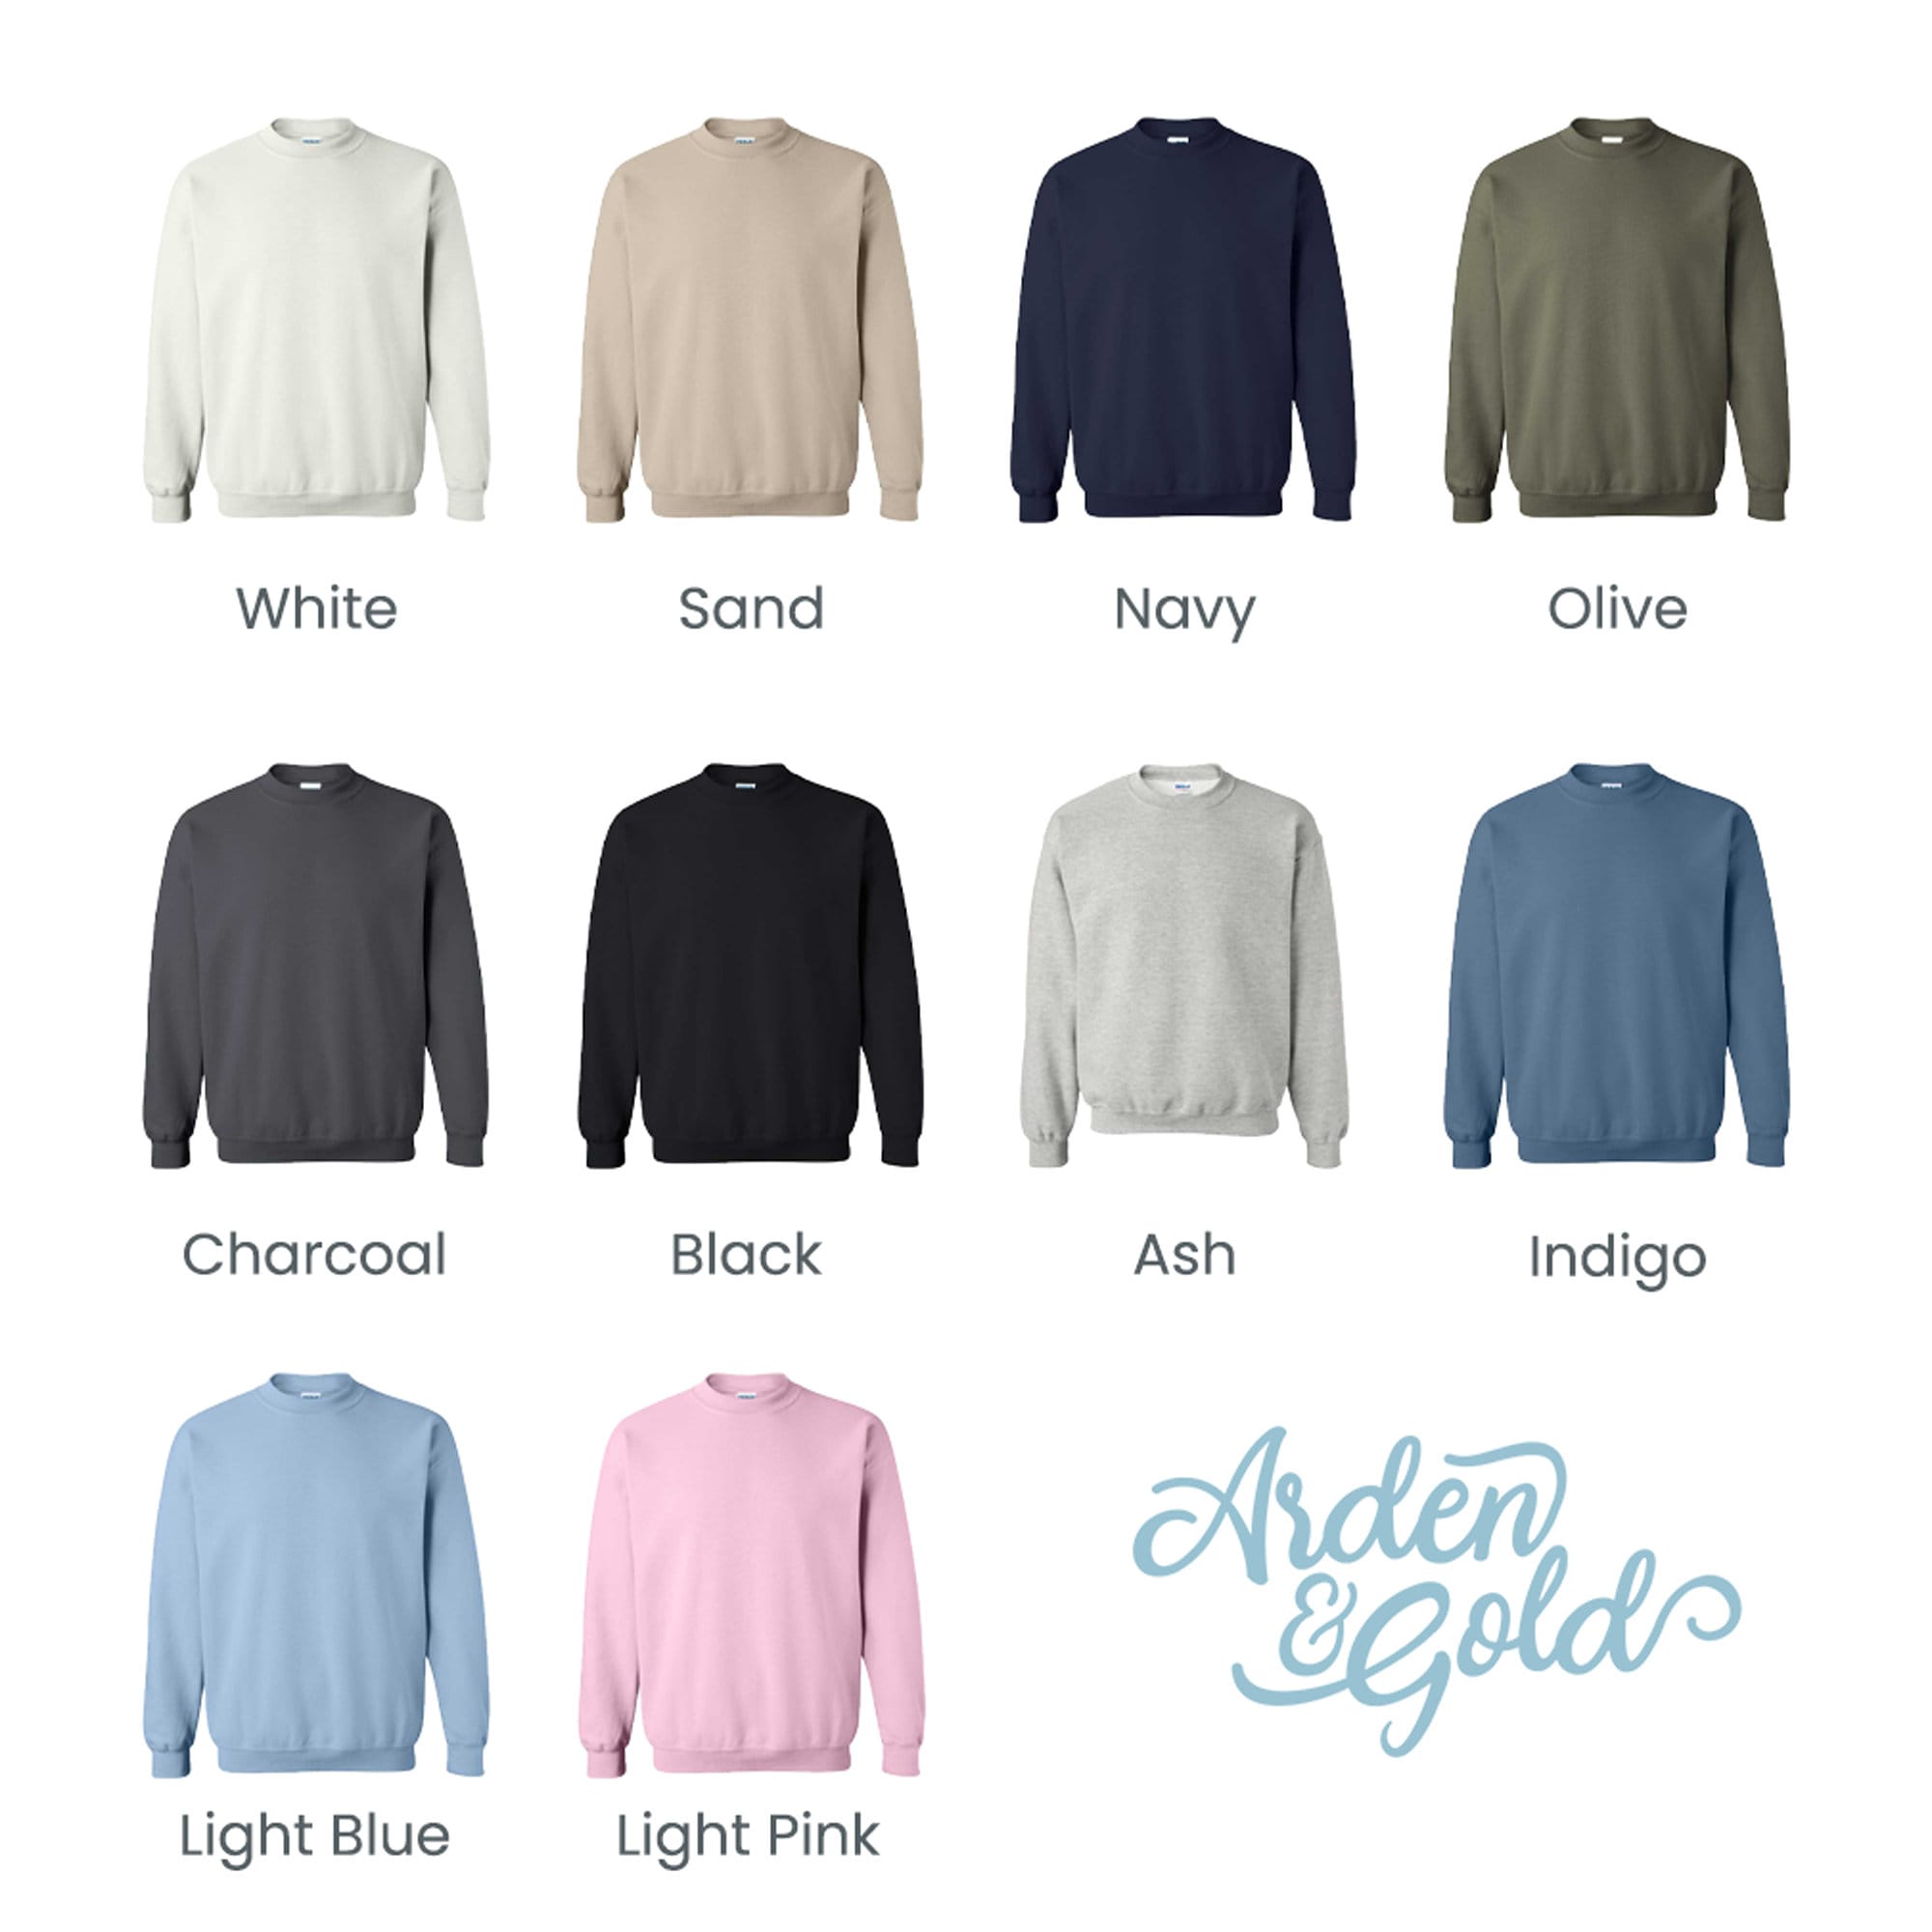 White
Sand
Navy
Olive
Charcoal
Black
Ash
Indigo
Light Blue
Light Pink
Arden
& Gold